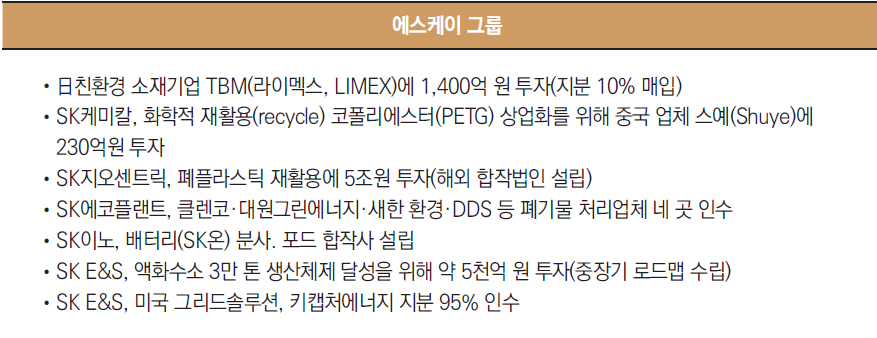 에스케이 그룹
• 日친환경 소재기업 TBM(라이멕스, LIMEX)에 1,400억 원 투자(지분 10% 매입)
• SK케미칼, 화학적 재활용(recycle) 코폴리에스터(PETG) 상업화를 위해 중국 업체 스예(Shuye)에
230억원 투자
• SK지오센트릭, 폐플라스틱 재활용에 5조원 투자(해외 합작법인 설립)
• SK에코플랜트, 클렌코·대원그린에너지·새한 환경·DDS 등 폐기물 처리업체 네 곳 인수
• SK이노, 배터리(SK온) 분사. 포드 합작사 설립
• SK E&S, 액화수소 3만 톤 생산체제 달성을 위해 약 5천억 원 투자(중장기 로드맵 수립)
• SK E&S, 미국 그리드솔루션, 키캡처에너지 지분 95% 인수